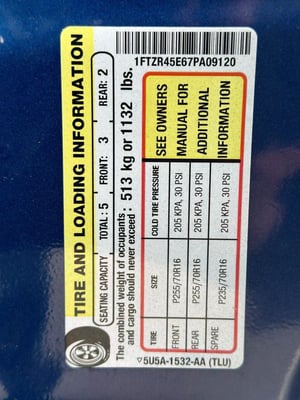 1FTZR45E67PA09120
TIRE AND LOADING INFORMATION
SEATING CAPACITY TOTAL: 5 FRONT: 3 REAR: 2
The combined weight of occupants
and cargo should never exceed: 513 kg or 1132 lbs.
TIRE SIZE COLD TIRE PRESSURE SEE OWNERS
FRONT P255/70R16 205 KPA, 30 PSI MANUAL FOR
REAR P255/70R16 205 KPA, 30 PSI ADDITIONAL
SPARE P235/70R16 205 KPA, 30 PSI INFORMATION
5U5A-1532-AA (TLU)